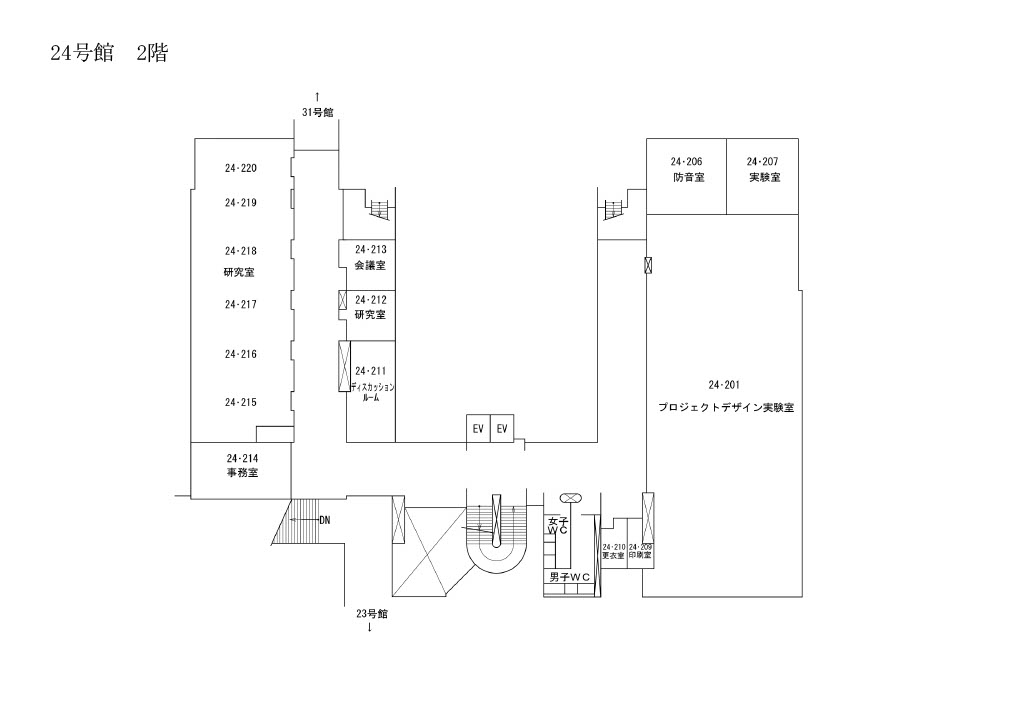 24号館　2階
↑
31号館
24-220
24-219
24-218
研究室
24-217
24-216
24-215
24-214
事務室
24-213
会議室
24-212
研究室
24-211
ディスカッション
ルーム
EV
EV
24-206
防音室
24-207
実験室
24-201
プロジェクトデザイン実験室
DN
女子
WC
男子WC
24-210
更衣室
24-209
印刷室
23号館
↓